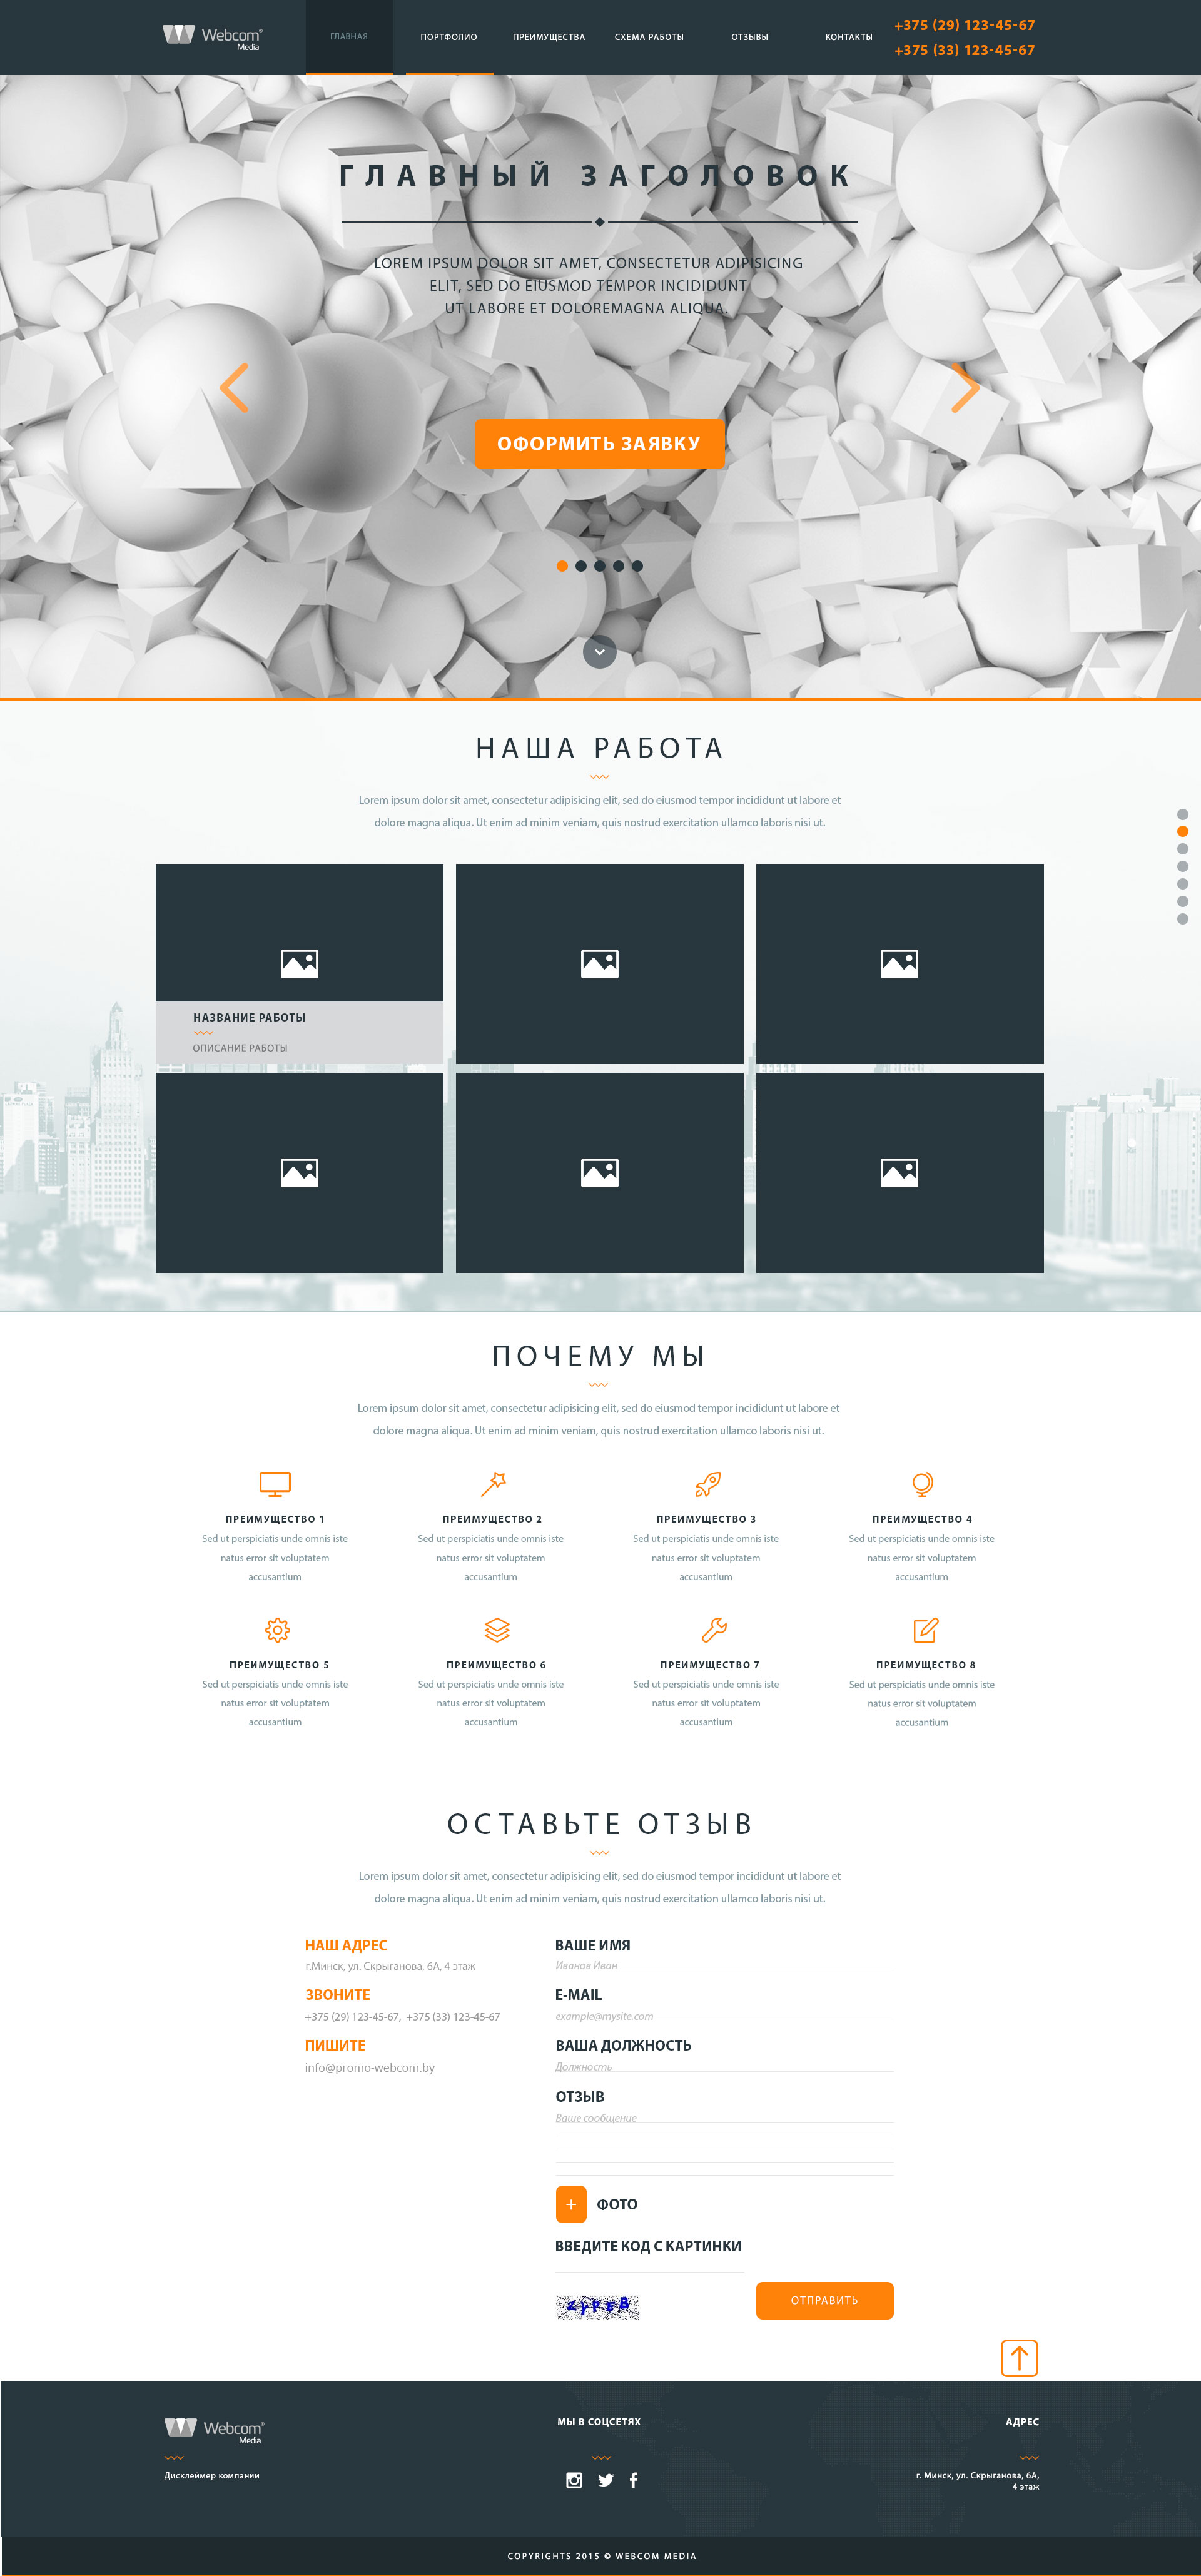 Webcom®
Media
ГЛАВНАЯ
ПОРТФОЛИО
ПРЕИМУЩЕСТВА
СХЕМА РАБОТЫ
ОТЗЫВЫ
КОНТАКТЫ
+375 (29) 123-45-67
+375 (33) 123-45-67
ГЛАВНЫЙ ЗАГОЛОВОК
LOREM IPSUM DOLOR SIT AMET, CONSECTETUR ADIPISICING
ELIT, SED DO EIUSMOD TEMPOR INCIDIDUNT
UT LABORE ET DOLOREMAGNA ALIQUA.
ОФОРМИТЬ ЗАЯВКУ
НАША РАБОТА
Lorem ipsum dolor sit amet, consectetur adipisicing elit, sed do eiusmod tempor incididunt ut labore et
dolore magna aliqua. Ut enim ad minim veniam, quis nostrud exercitation ullamco laboris nisi ut.
НАЗВАНИЕ РАБОТЫ
ОПИСАНИЕ РАБОТЫ
ПОЧЕМУ МЫ
Lorem ipsum dolor sit amet, consectetur adipisicing elit, sed do eiusmod tempor incididunt ut labore et
dolore magna aliqua. Ut enim ad minim veniam, quis nostrud exercitation ullamco laboris nisi ut.
ПРЕИМУЩЕСТВО 1
Sed ut perspiciatis unde omnis iste
natus error sit voluptatem
accusantium
ПРЕИМУЩЕСТВО 2
Sed ut perspiciatis unde omnis iste
natus error sit voluptatem
accusantium
ПРЕИМУЩЕСТВО 3
Sed ut perspiciatis unde omnis iste
natus error sit voluptatem
accusantium
ПРЕИМУЩЕСТВО 4
Sed ut perspiciatis unde omnis iste
natus error sit voluptatem
accusantium
ПРЕИМУЩЕСТВО 5
Sed ut perspiciatis unde omnis iste
natus error sit voluptatem
accusantium
ПРЕИМУЩЕСТВО 6
Sed ut perspiciatis unde omnis iste
natus error sit voluptatem
accusantium
ПРЕИМУЩЕСТВО 7
Sed ut perspiciatis unde omnis iste
natus error sit voluptatem
accusantium
ПРЕИМУЩЕСТВО 8
Sed ut perspiciatis unde omnis iste
natus error sit voluptatem
accusantium
ОСТАВЬТЕ ОТЗЫВ
Lorem ipsum dolor sit amet, consectetur adipisicing elit, sed do eiusmod tempor incididunt ut labore et
dolore magna aliqua. Ut enim ad minim veniam, quis nostrud exercitation ullamco laboris nisi ut.
НАШ АДРЕС
г.Минск, ул. Скрыганова, 6А, 4 этаж
ЗВОНИТЕ
+375 (29) 123-45-67, +375 (33) 123-45-67
ПИШИТЕ
info@promo-webcom.by
ВАШЕ ИМЯ
Иванов Иван
E-MAIL
example@mysite.com
ВАША ДОЛЖНОСТЬ
Должность
ОТЗЫВ
Ваше сообщение
+ ФОТО
ВВЕДИТЕ КОД С КАРТИНКИ
ОТПРАВИТЬ
Webcom®
Media
Дисклеймер компании
МЫ В СОЦСЕТЯХ
АДРЕС
г. Минск, ул. Скрыганова, 6А,
4 этаж
COPYRIGHTS 2015 © WEBCOM MEDIA